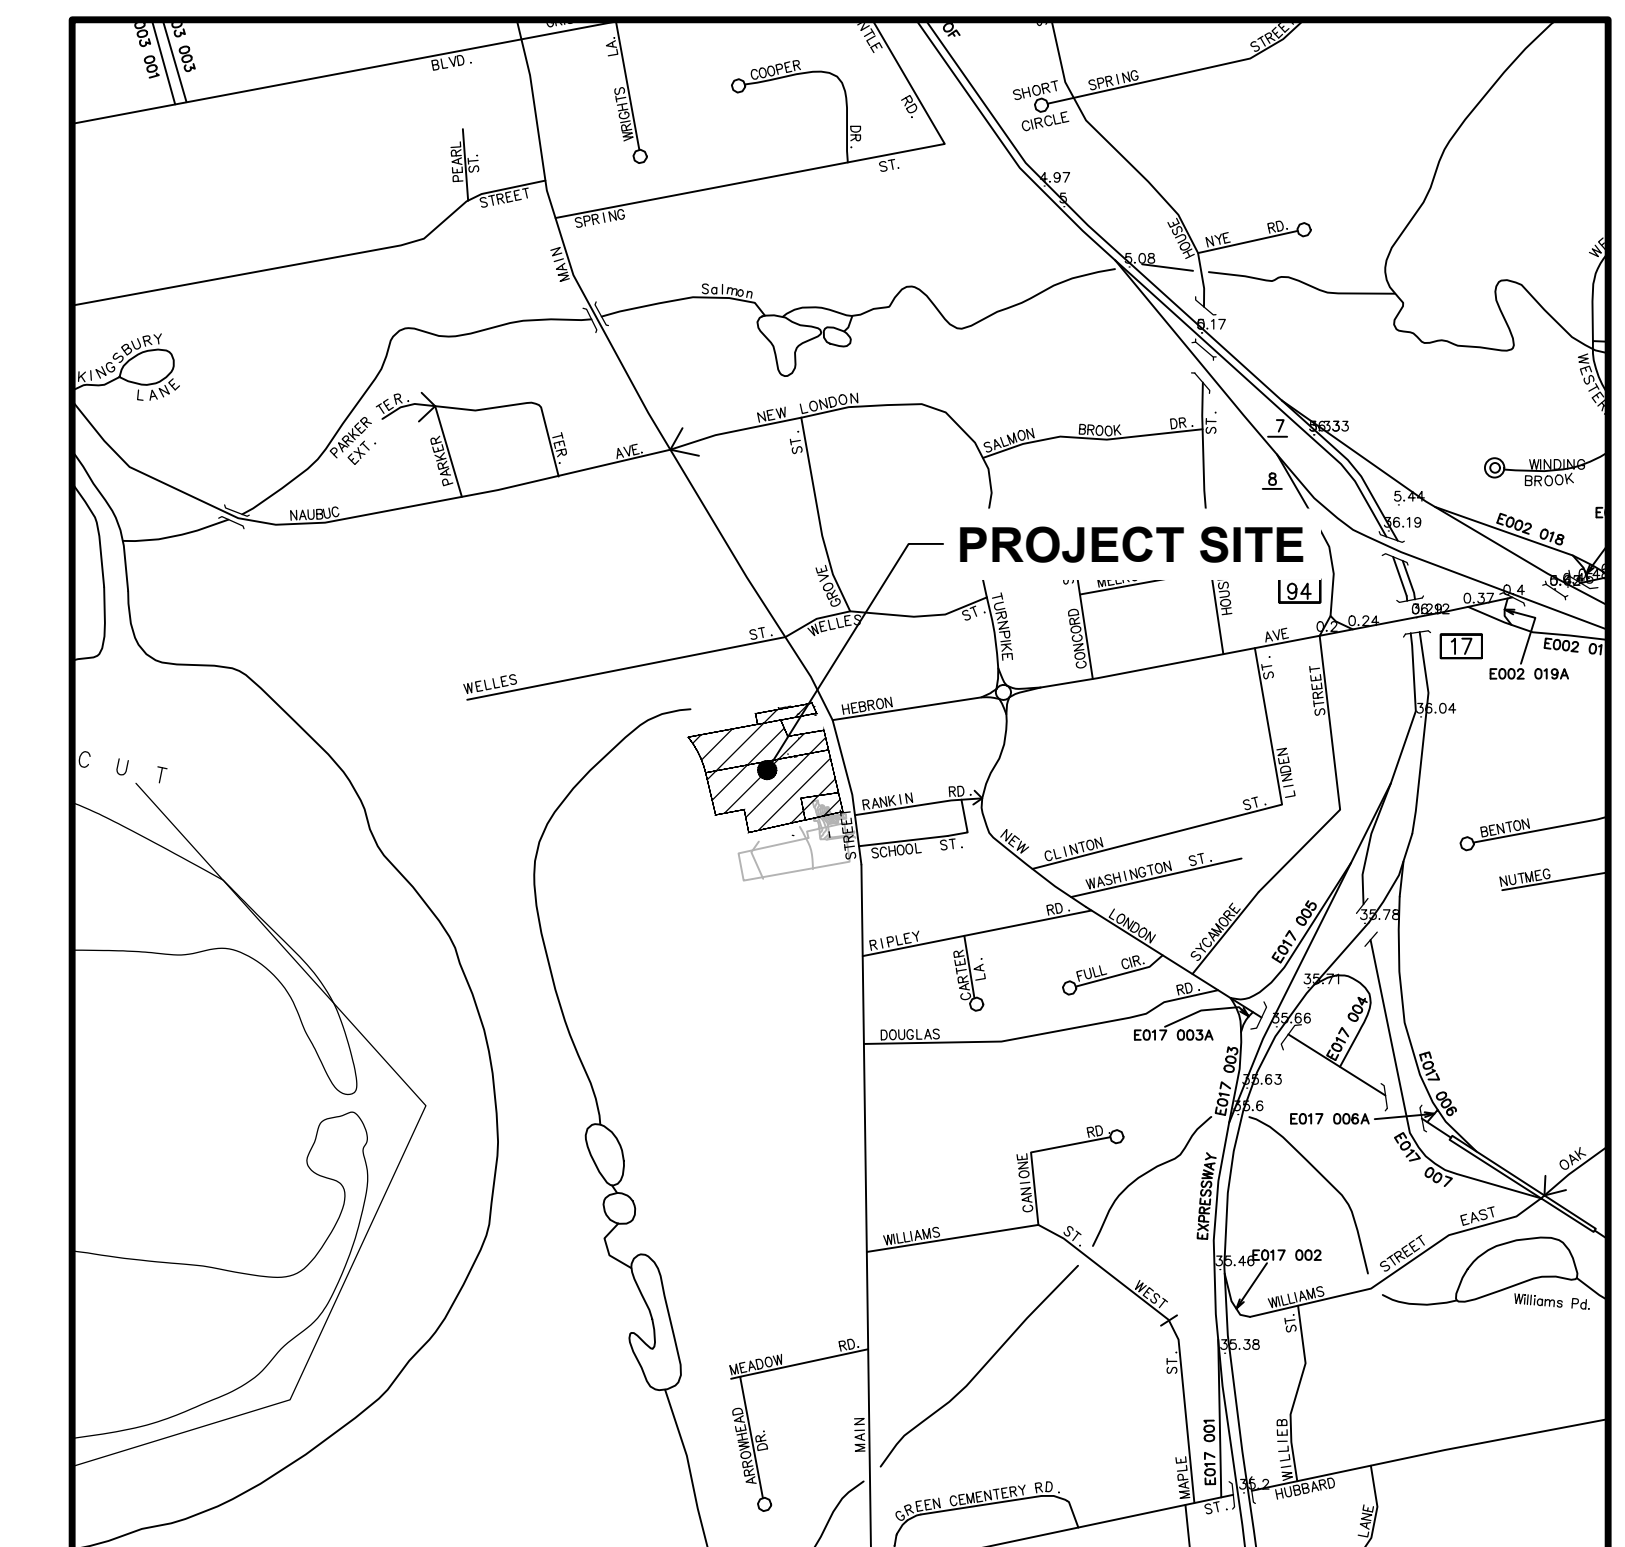 003 001
BLVD.
WRIGHTS LA.
COOPER
DR.
RD.
SHORT
CIRCLE
SPRING
STREET
PEARL
ST.
STREET
SPRING
ST.
MAIN
4.97
5
HOUSE
NYE RD.
5.08
Salmon
KINGSBURY
LANE
PARKER TER.
EXT.
PARKER
TER.
AVE.
NEW LONDON
ST.
SALMON BROOK DR.
ST.
7
8
WINDING
BROOK
5.44
36.19
E002 018
NAUBUC
PROJECT SITE
GROVE
WELLES
ST.
ST.
TURNPIKE
CONCORD
94
0.2
0.24
0.37
0.4
AVE
17
E002 019A
WELLES
HEBRON
ST.
STREET
36.04
C U T
LINDEN
RANKIN RD.
STREET
SCHOOL ST.
NEW
CLINTON
ST.
WASHINGTON ST.
BENTON
NUTMEG
RD.
LONDON
RIPLEY
SYCAMORE
E017 005
35.78
CARTER
LA.
FULL CIR.
RD.
35.71
DOUGLAS
E017 003A
35.66
E017 004
E017 003
35.63
35.6
E017 006
E017 006A
E017 007
OAK
RD.
CANIONE
EXPRESSWAY
WILLIAMS
ST.
EAST
STREET
35.46
E017 002
WEST
WILLIAMS
ST.
Williams Pd.
35.38
MEADOW RD.
ST.
ARROWHEAD
DR.
MAIN
MAPLE
E017 001
WILLIEB
35.2
HUBBARD
ST.
GREEN CEMENTERY RD.
LANE